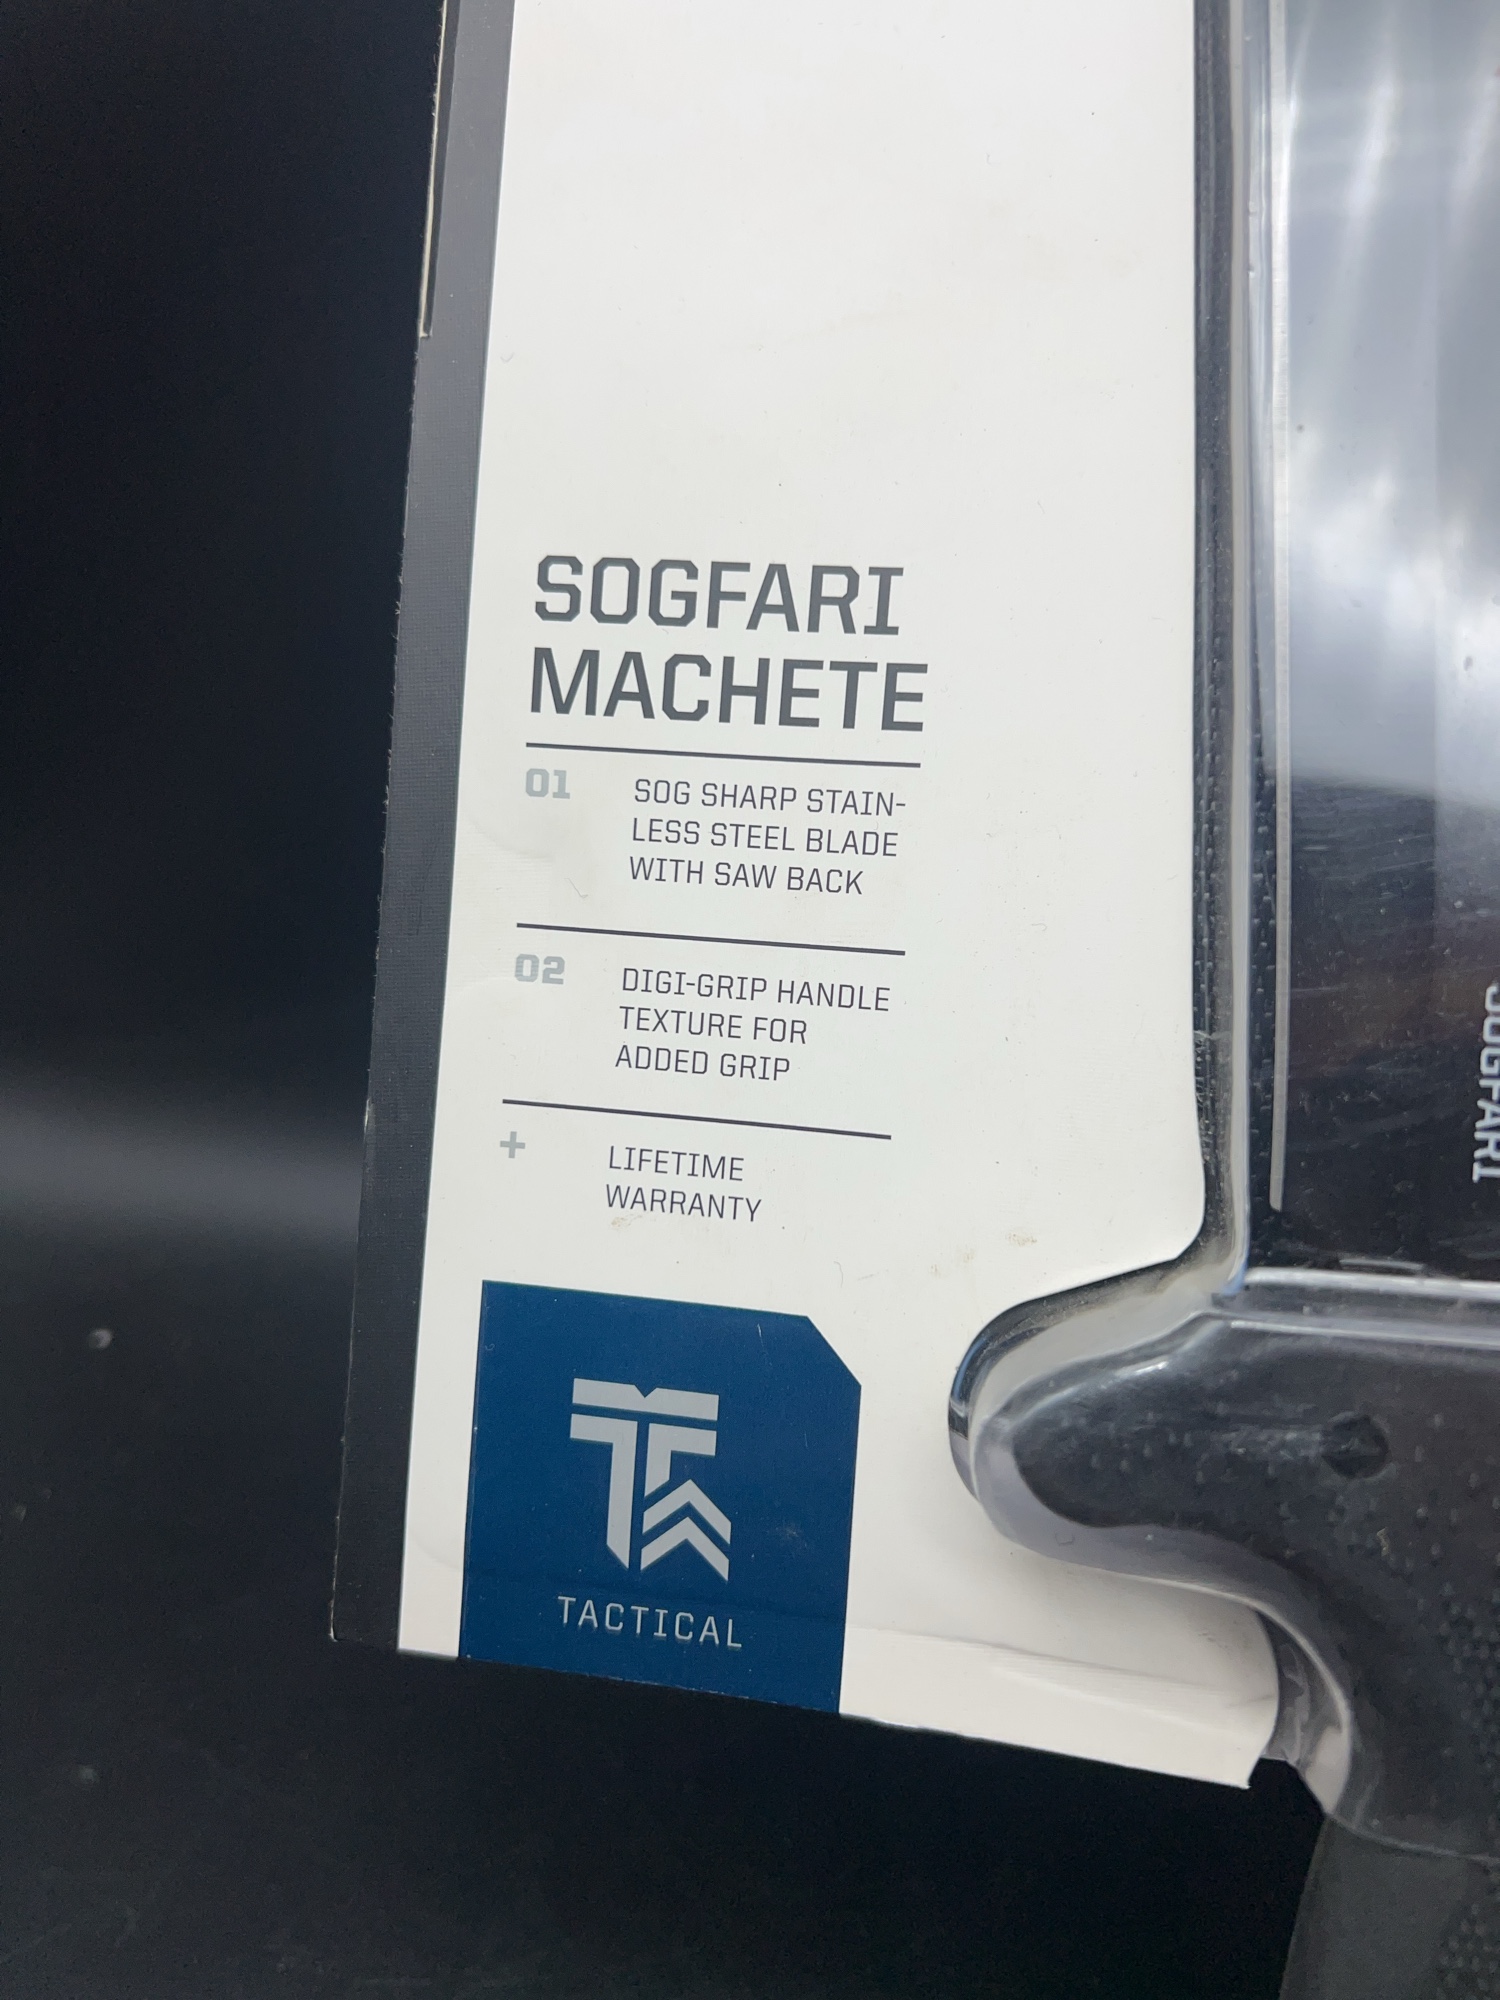 SOGFARI
MACHETE
01 SOG SHARP STAIN-
LESS STEEL BLADE
WITH SAW BACK
02 DIGI-GRIP HANDLE
TEXTURE FOR
ADDED GRIP
+ LIFETIME
WARRANTY
TACTICAL
SOGFARI